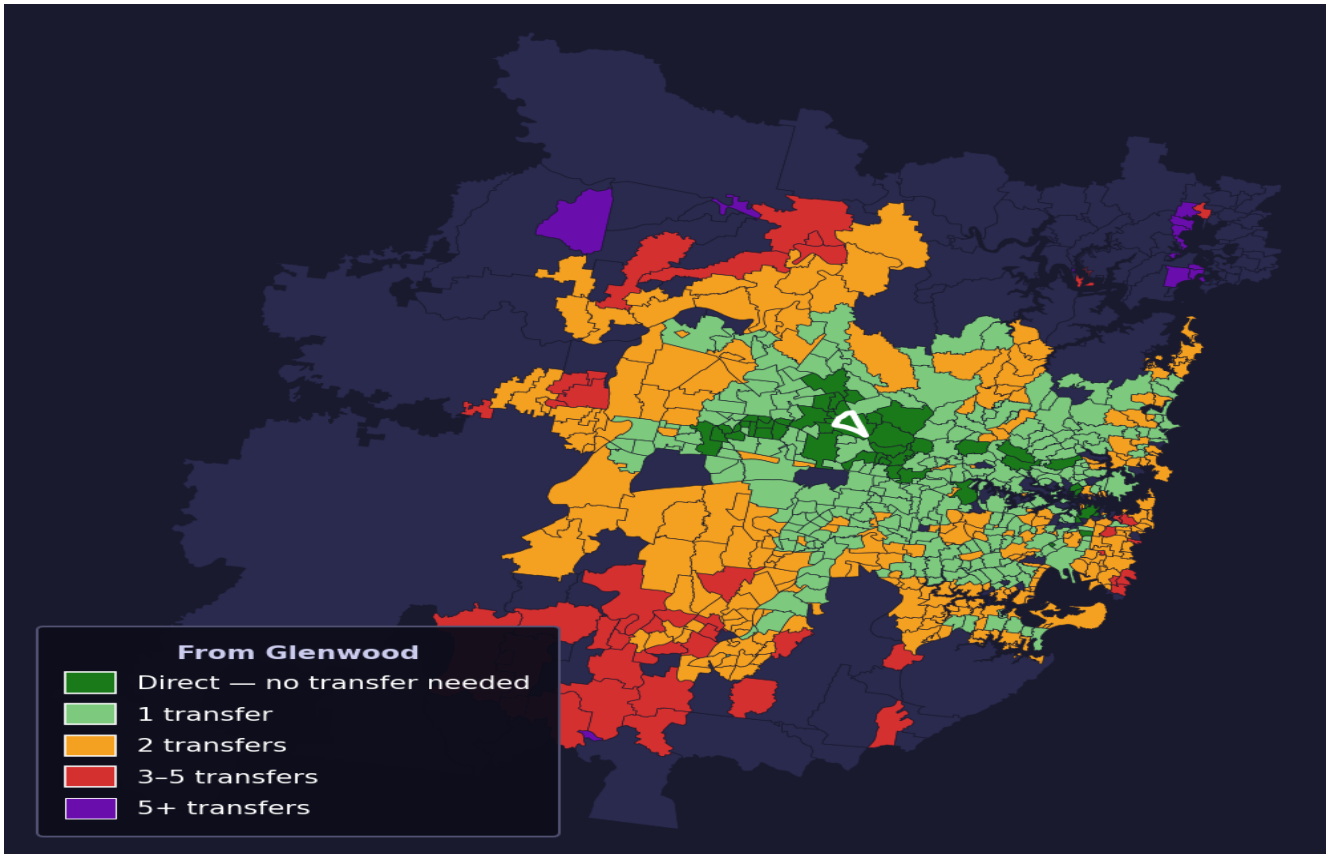 From Glenwood
Direct — no transfer needed
1 transfer
2 transfers
3–5 transfers
5+ transfers